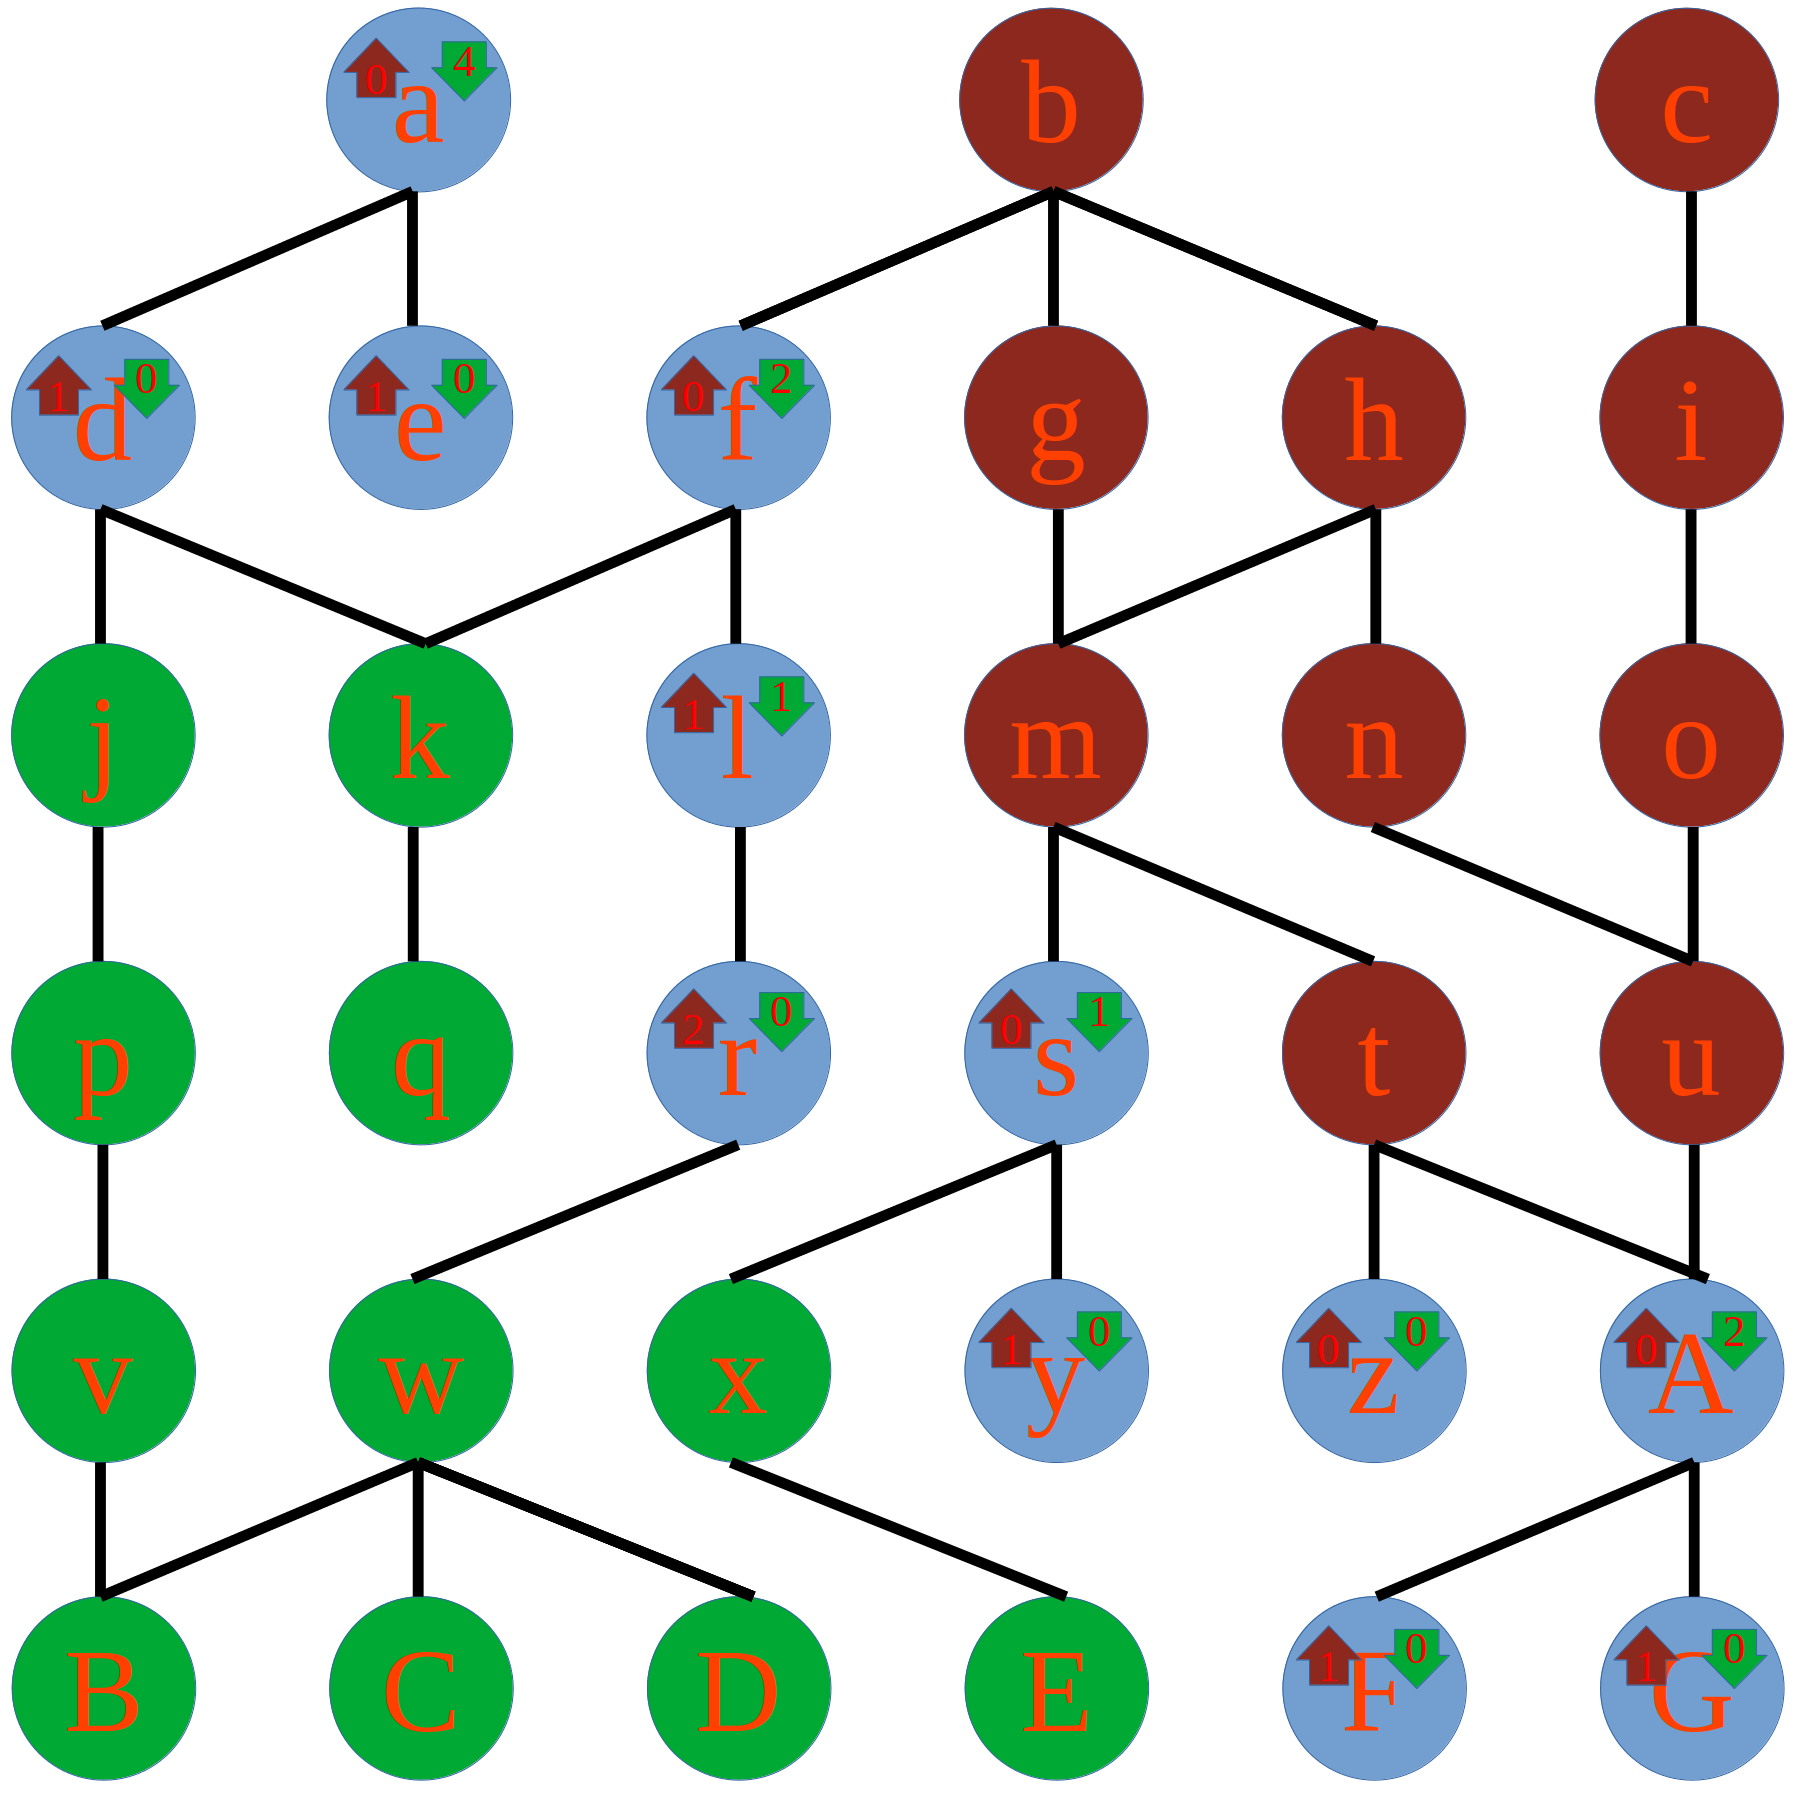 0 4 a b c
1 0 d 1 0 e 0 2 f g h i
j k 1 1 l m n o
p q 2 0 r 0 1 s t u
v w x 1 0 y 0 0 z 0 2 A
B C D E 1 0 F 1 0 G